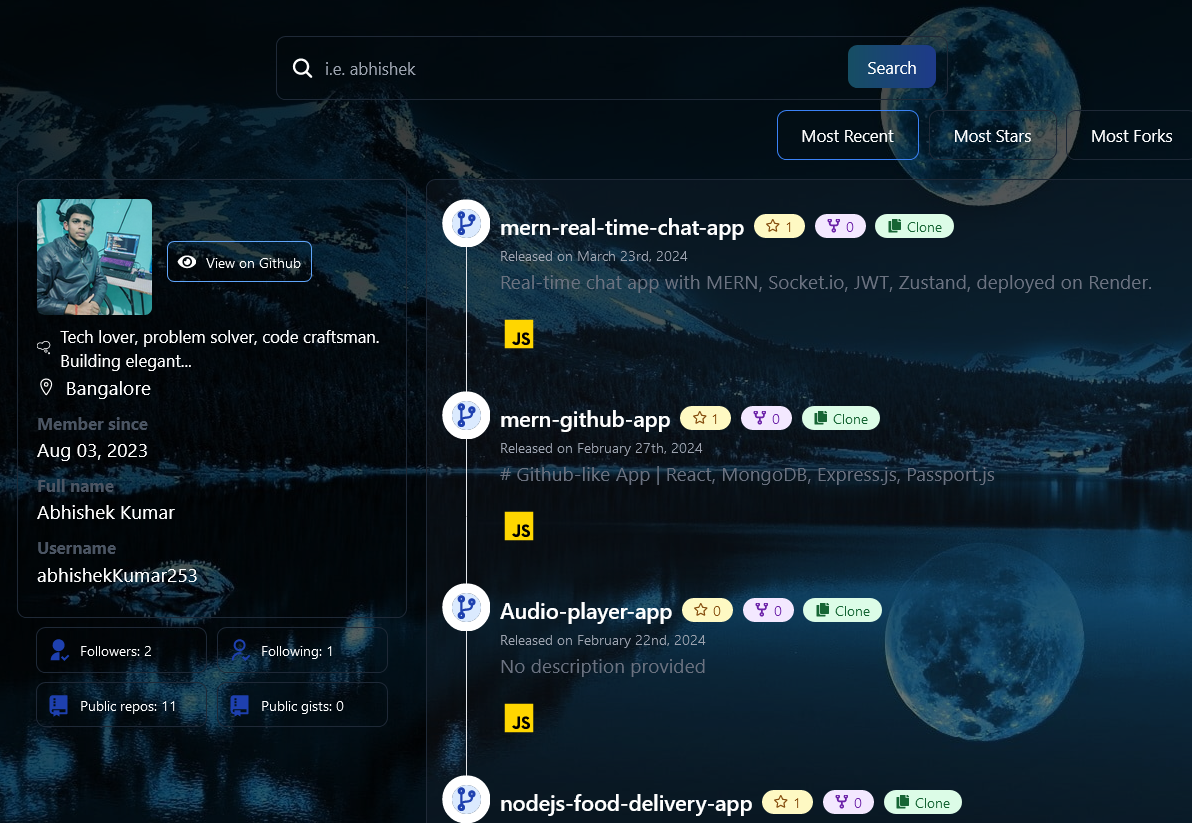 i.e. abhishek
Search
Most Recent
Most Stars
Most Forks
View on Github
Tech lover, problem solver, code craftsman.
Building elegant...
Bangalore
Member since
Aug 03, 2023
Full name
Abhishek Kumar
Username
abhishekKumar253
Followers: 2
Following: 1
Public repos: 11
Public gists: 0
mern-real-time-chat-app 1 0 Clone
Released on March 23rd, 2024
Real-time chat app with MERN, Socket.io, JWT, Zustand, deployed on Render.
JS
mern-github-app 1 0 Clone
Released on February 27th, 2024
# Github-like App | React, MongoDB, Express.js, Passport.js
JS
Audio-player-app 0 0 Clone
Released on February 22nd, 2024
No description provided
JS
nodejs-food-delivery-app 1 0 Clone